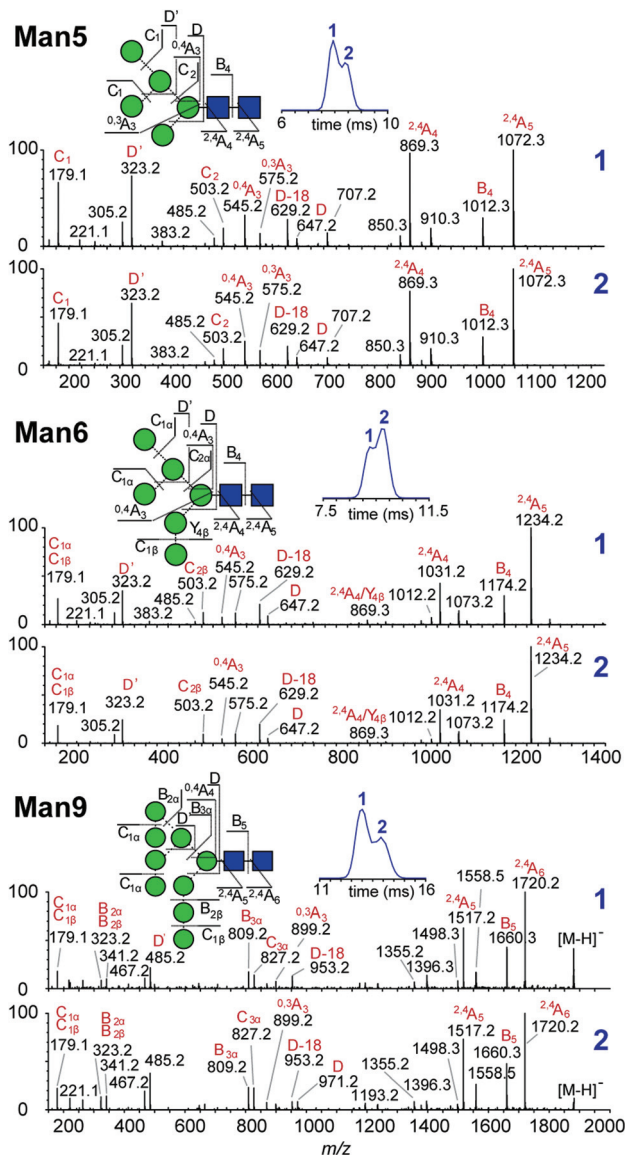 Man5
D'
C1
0,4A3
D
C2
C1
0,3A3
B4
2,4A4
2,4A5
1
2
6
time (ms)
10
100
50
0
C1
179.1
221.1
305.2
D'
323.2
383.2
485.2
C2
503.2
0,4A3
545.2
0,3A3
575.2
D-18
629.2
D
647.2
707.2
850.3
2,4A4
869.3
910.3
B4
1012.3
2,4A5
1072.3
1
100
50
0
C1
179.1
221.1
305.2
D'
323.2
383.2
485.2
C2
503.2
0,4A3
545.2
0,3A3
575.2
D-18
629.2
D
647.2
707.2
850.3
2,4A4
869.3
910.3
B4
1012.3
2,4A5
1072.3
2
200 300 400 500 600 700 800 900 1000 1100 1200
Man6
D'
C1α
0,4A3
D
C2α
C1α
0,4A3
Y4β
C1β
B4
2,4A4
2,4A5
1
2
7.5
time (ms)
11.5
100
50
0
C1α
C1β
179.1
221.1
305.2
D'
323.2
383.2
485.2
C2β
503.2
0,4A3
545.2
575.2
D-18
629.2
D
647.2
2,4A4/Y4β
869.3
1012.2
2,4A4
1031.2
1073.2
B4
1174.2
2,4A5
1234.2
1
100
50
0
C1α
C1β
179.1
305.2
D'
323.2
485.2
C2β
503.2
0,4A3
545.2
575.2
D-18
629.2
D
647.2
2,4A4/Y4β
869.3
1012.2
2,4A4
1031.2
1073.2
B4
1174.2
2,4A5
1234.2
2
200 400 600 800 1000 1200 1400
Man9
B2α
0,4A4
D
D'
B3α
C1α
C1α
B2β
C1β
B5
2,4A5
2,4A6
1
2
11
time (ms)
16
100
50
0
C1α
C1β
179.1
B2α
B2β
323.2
341.2
467.2
D'
485.2
B3α
809.2
C3α
827.2
0,3A3
899.2
D-18
953.2
1355.2
1396.3
1498.3
2,4A5
1517.2
1558.5
B5
1660.3
2,4A6
1720.2
[M-H]-
1
100
50
0
C1α
C1β
179.1
221.1
B2α
B2β
323.2
341.2
467.2
485.2
B3α
809.2
C3α
827.2
0,3A3
899.2
D-18
953.2
D
971.2
1193.2
1355.2
1396.3
1498.3
2,4A5
1517.2
1558.5
B5
1660.3
2,4A6
1720.2
[M-H]-
2
200 400 600 800 1000 1200 1400 1600 1800 2000
m/z